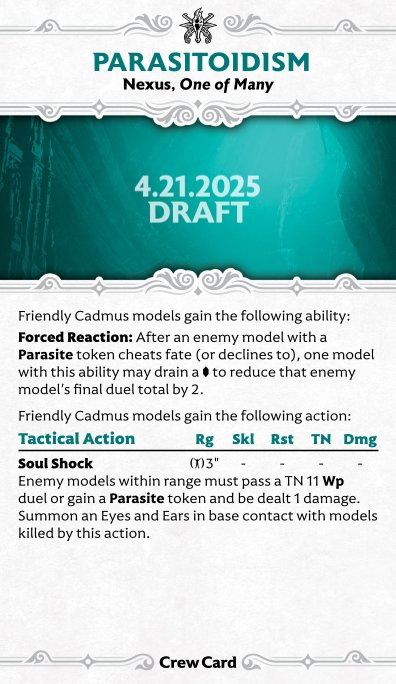 PARASITOIDISM
Nexus, One of Many
4.21.2025
DRAFT
Friendly Cadmus models gain the following ability:
Forced Reaction: After an enemy model with a
Parasite token cheats fate (or declines to), one model
with this ability may drain a to reduce that enemy
model's final duel total by 2.
Friendly Cadmus models gain the following action:
Tactical Action Rg Skl Rst TN Dmg
Soul Shock 3" - - - -
Enemy models within range must pass a TN 11 Wp
duel or gain a Parasite token and be dealt 1 damage.
Summon an Eyes and Ears in base contact with models
killed by this action.
Crew Card